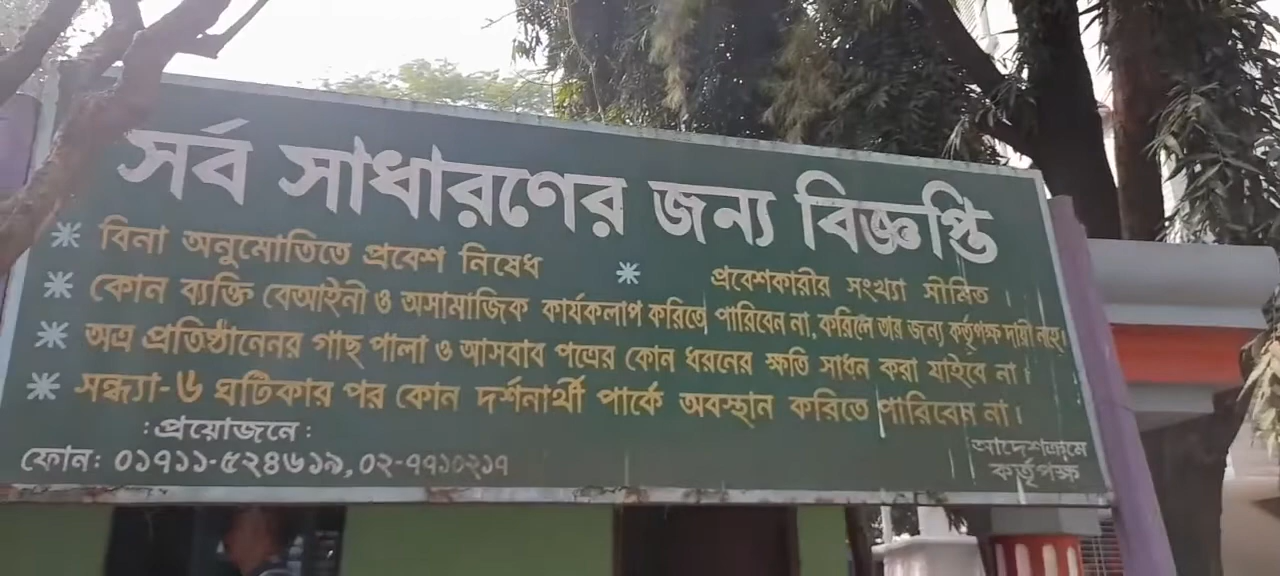 সর্ব সাধারণের জন্য বিজ্ঞপ্তি
* বিনা অনুমোতিতে প্রবেশ নিষেধ * প্রবেশকারীর সংখ্যা সীমিত ।
* কোন ব্যক্তি বেআইনী ও অসামাজিক কার্যকলাপ করিতে পারিবেন না, করিলে তার জন্য কর্তৃপক্ষ দায়ী নহে।
* অত্র প্রতিষ্ঠানেনর গাছ পালা ও আসবাব পত্রের কোন ধরনের ক্ষতি সাধন করা যাইবে না।
* সন্ধ্যা-৬ ঘটিকার পর কোন দর্শনার্থী পার্কে অবস্থান করিতে পারিবেন না।
:প্রয়োজনে:
ফোন: ০১৭১১-৫২৪৬১৯, ০২-৭৭১০২১৭
আদেশক্রমে
কর্তৃপক্ষ